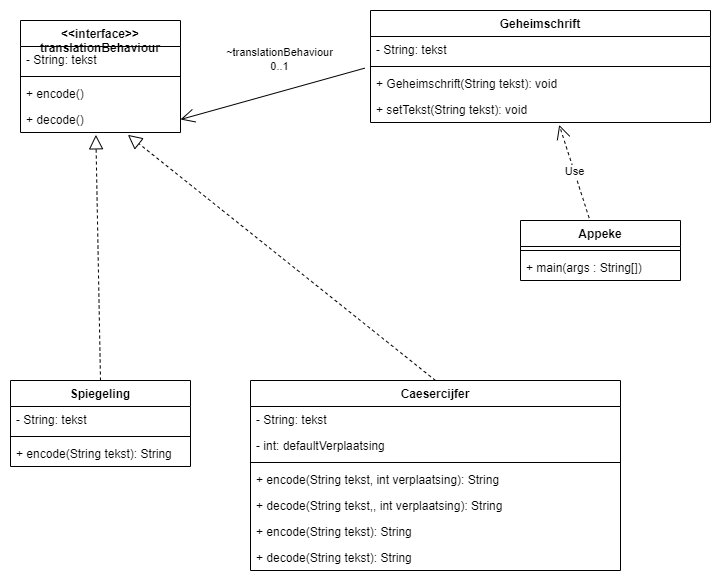 <<interface>>
translationBehaviour
- String: tekst
+ encode()
+ decode()
~translationBehaviour
0..1
Geheimschrift
- String: tekst
+ Geheimschrift(String tekst): void
+ setTekst(String tekst): void
Use
Appeke
+ main(args : String[])
Spiegeling
- String: tekst
+ encode(String tekst): String
Caesercijfer
- String: tekst
- int: defaultVerplaatsing
+ encode(String tekst, int verplaatsing): String
+ decode(String tekst,, int verplaatsing): String
+ encode(String tekst): String
+ decode(String tekst): String